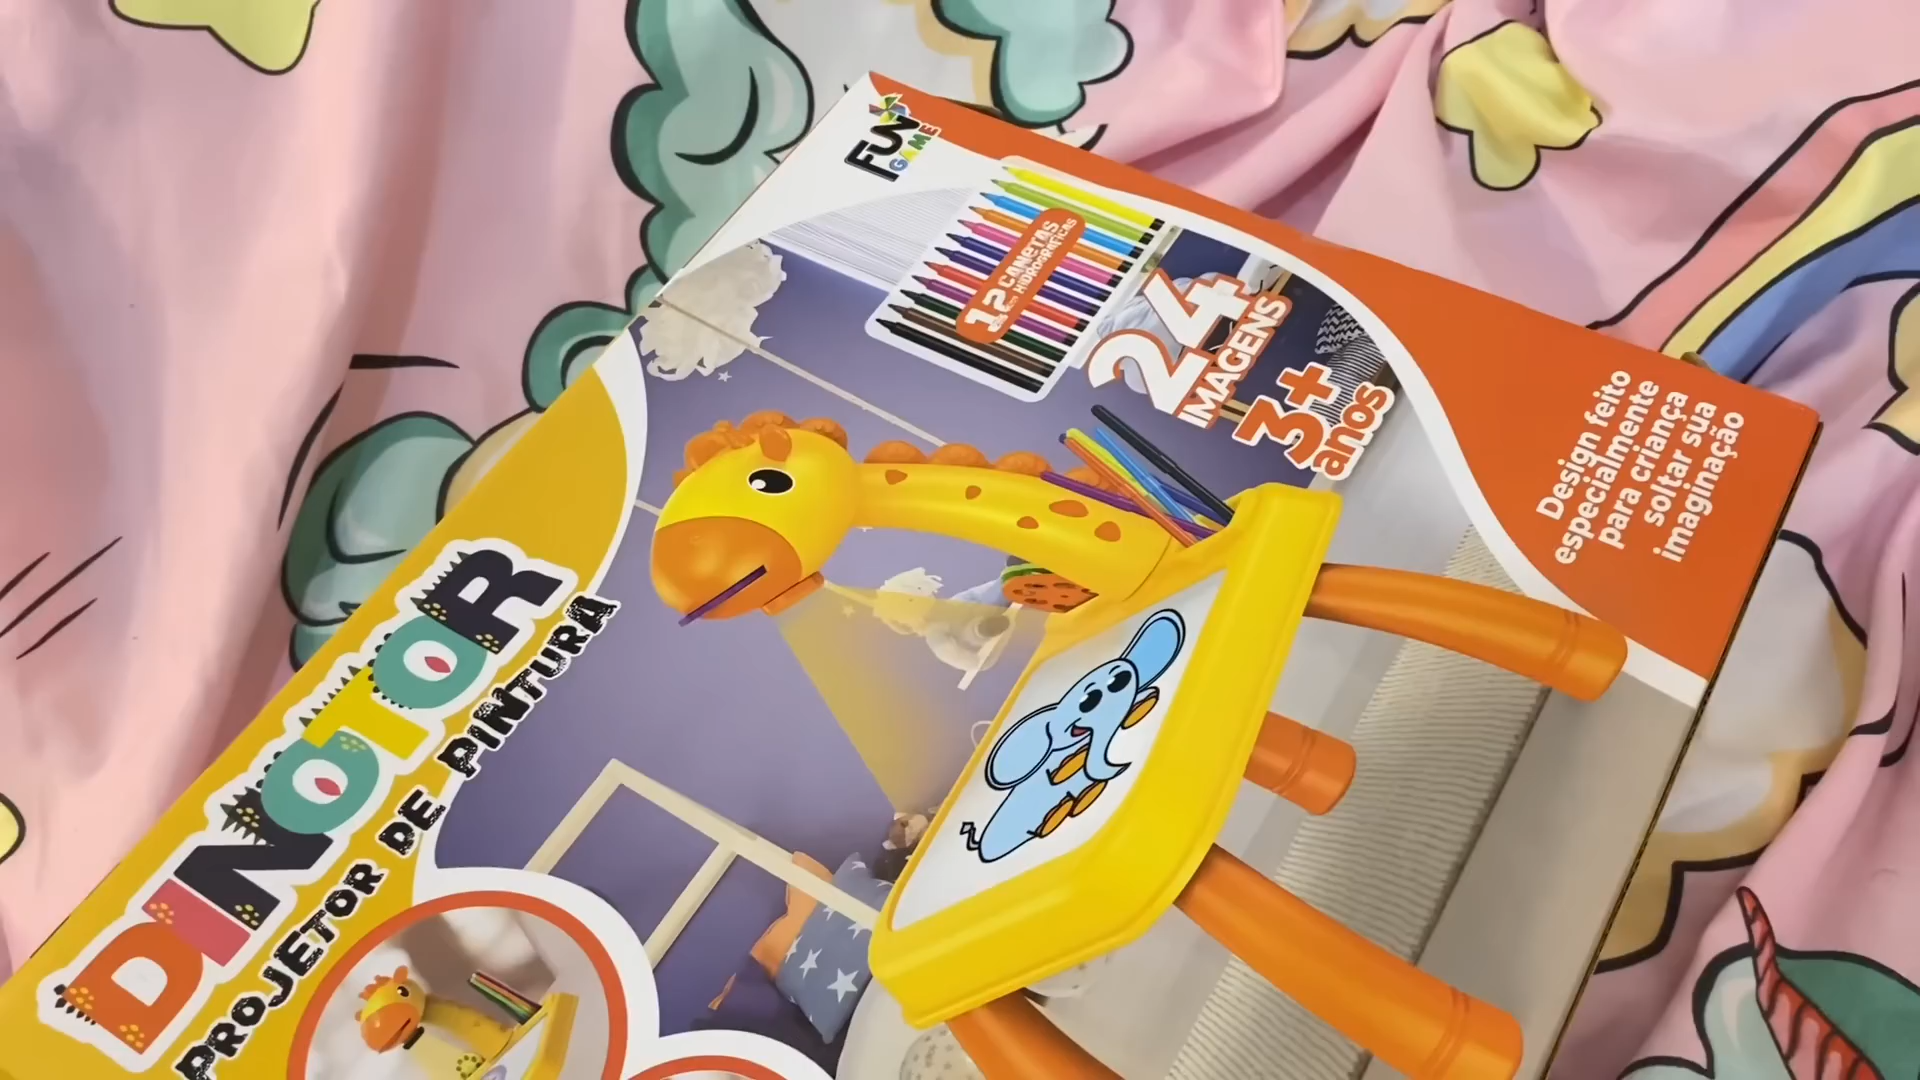 FUN
GAME
12 CANETAS
HIDROGRÁFICAS
24
IMAGENS
3+
anos
Design feito
especialmente
para criança
soltar sua
imaginação
DINOTOR
PROJETOR DE PINTURA